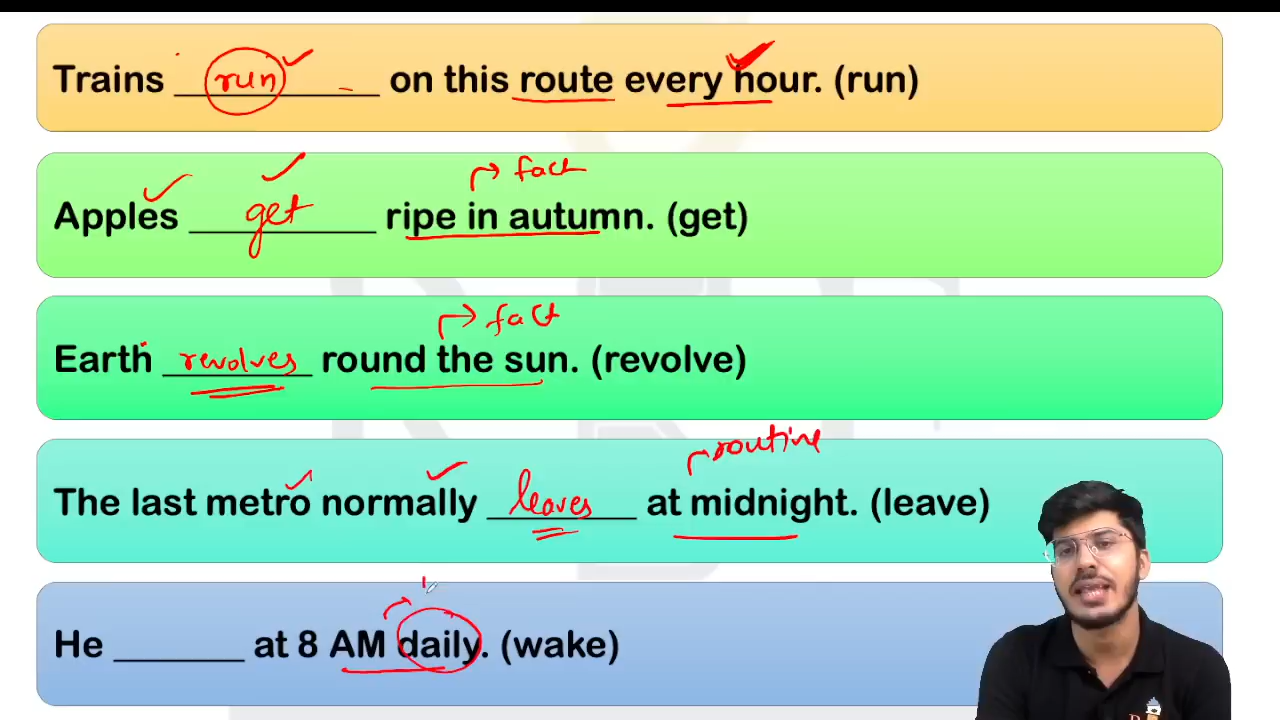 Trains run on this route every hour. (run)
fact
Apples get ripe in autumn. (get)
fact
Earth revolves round the sun. (revolve)
routine
The last metro normally leaves at midnight. (leave)
He _______ at 8 AM daily. (wake)